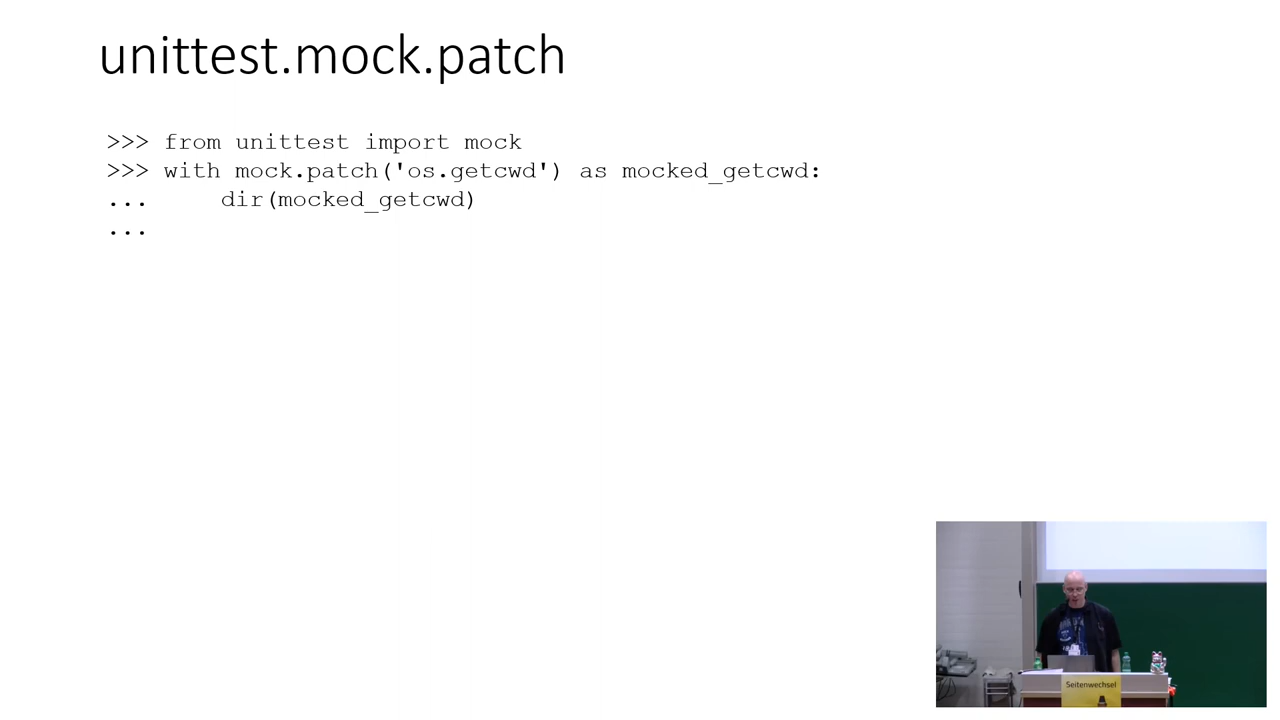 unittest.mock.patch
>>> from unittest import mock
>>> with mock.patch('os.getcwd') as mocked_getcwd:
...     dir(mocked_getcwd)
...
Seitenwechsel